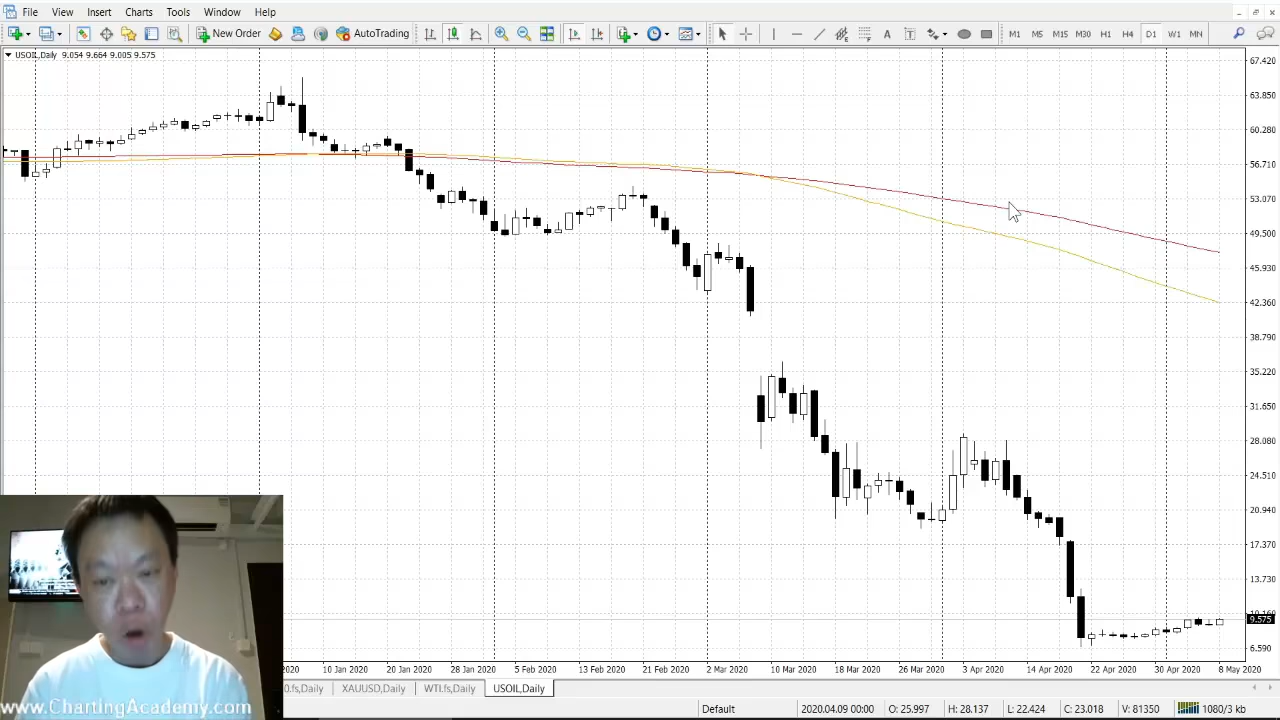 File View Insert Charts Tools Window Help
New Order AutoTrading M1 M5 M15 M30 H1 H4 D1 W1 MN
USOIL,Daily 9.054 9.664 9.005 9.575
67.420
63.850
60.280
56.710
53.070
49.500
45.930
42.360
38.790
35.220
31.650
28.080
24.510
20.940
17.370
13.730
10.160
9.575
6.590
2020 10 Jan 2020 20 Jan 2020 28 Jan 2020 5 Feb 2020 13 Feb 2020 21 Feb 2020 2 Mar 2020 10 Mar 2020 18 Mar 2020 26 Mar 2020 3 Apr 2020 14 Apr 2020 22 Apr 2020 30 Apr 2020 8 May 2020
0.fs,Daily XAUUSD,Daily WTI.fs,Daily USOIL,Daily
www.ChartingAcademy.com
Default 2020.04.09 00:00 O: 25.997 H: 28.137 L: 22.424 C: 23.018 V: 81350 1080/3 kb